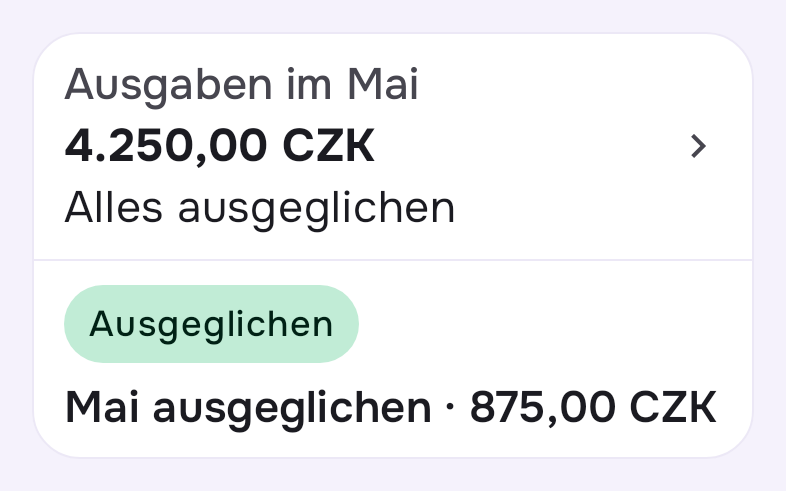 Ausgaben im Mai
4.250,00 CZK
Alles ausgeglichen
Ausgeglichen
Mai ausgeglichen · 875,00 CZK